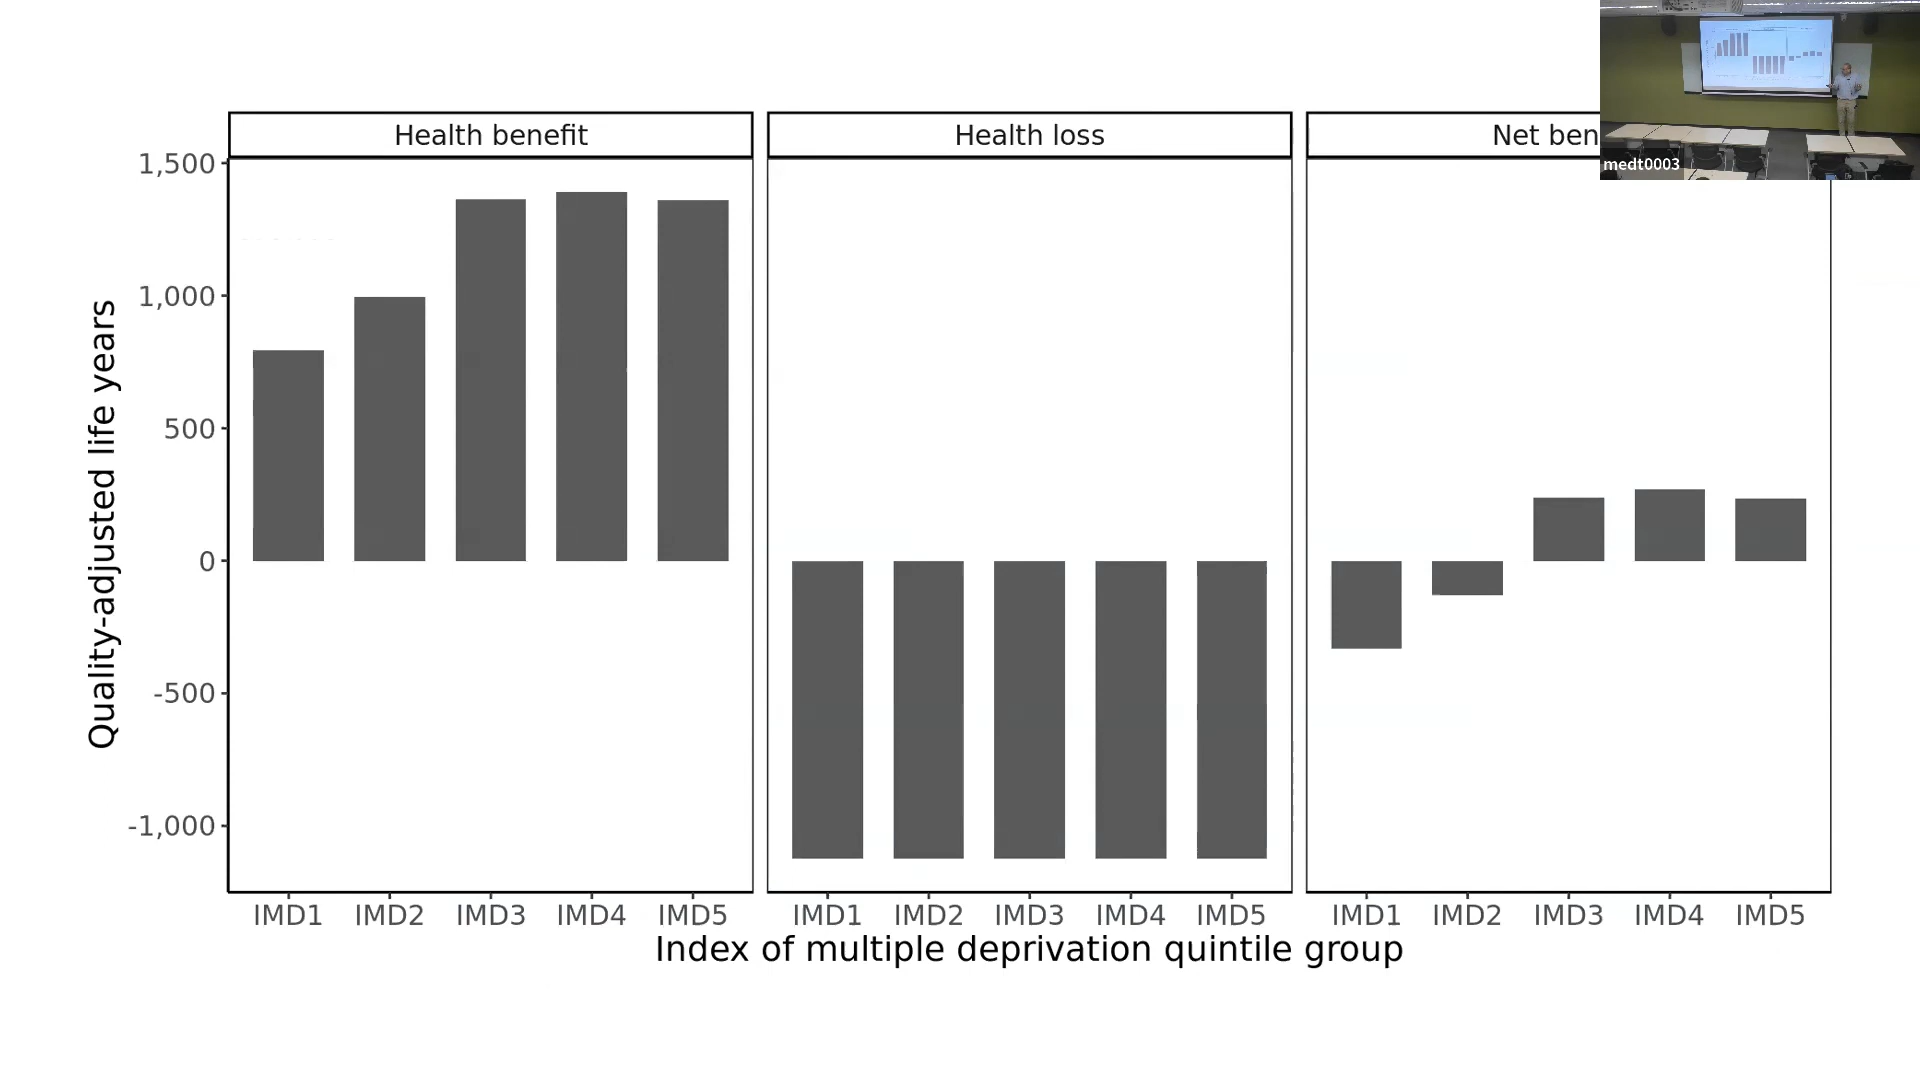 Health benefit
Health loss
Net ben
medt0003
1,500
1,000
500
0
-500
-1,000
Quality-adjusted life years
IMD1 IMD2 IMD3 IMD4 IMD5
IMD1 IMD2 IMD3 IMD4 IMD5
IMD1 IMD2 IMD3 IMD4 IMD5
Index of multiple deprivation quintile group